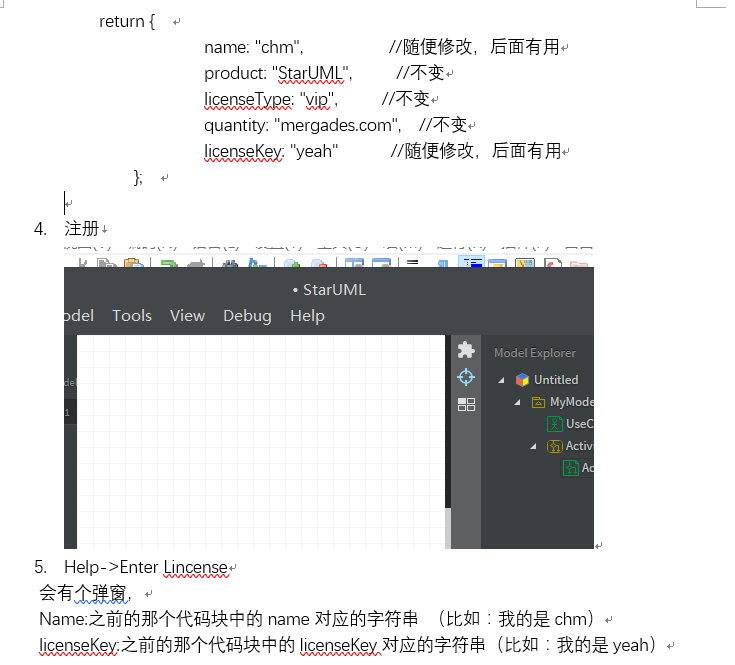 return {
name: "chm", //随便修改，后面有用
product: "StarUML", //不变
licenseType: "vip", //不变
quantity: "mergades.com", //不变
licenseKey: "yeah" //随便修改，后面有用
};
4. 注册
• StarUML
odel Tools View Debug Help
Model Explorer
del
Untitled
MyMode
1
UseC
Activ
Ac
5. Help->Enter Lincense
会有个弹窗，
Name:之前的那个代码块中的 name 对应的字符串 （比如：我的是 chm）
licenseKey:之前的那个代码块中的 licenseKey 对应的字符串（比如：我的是 yeah）